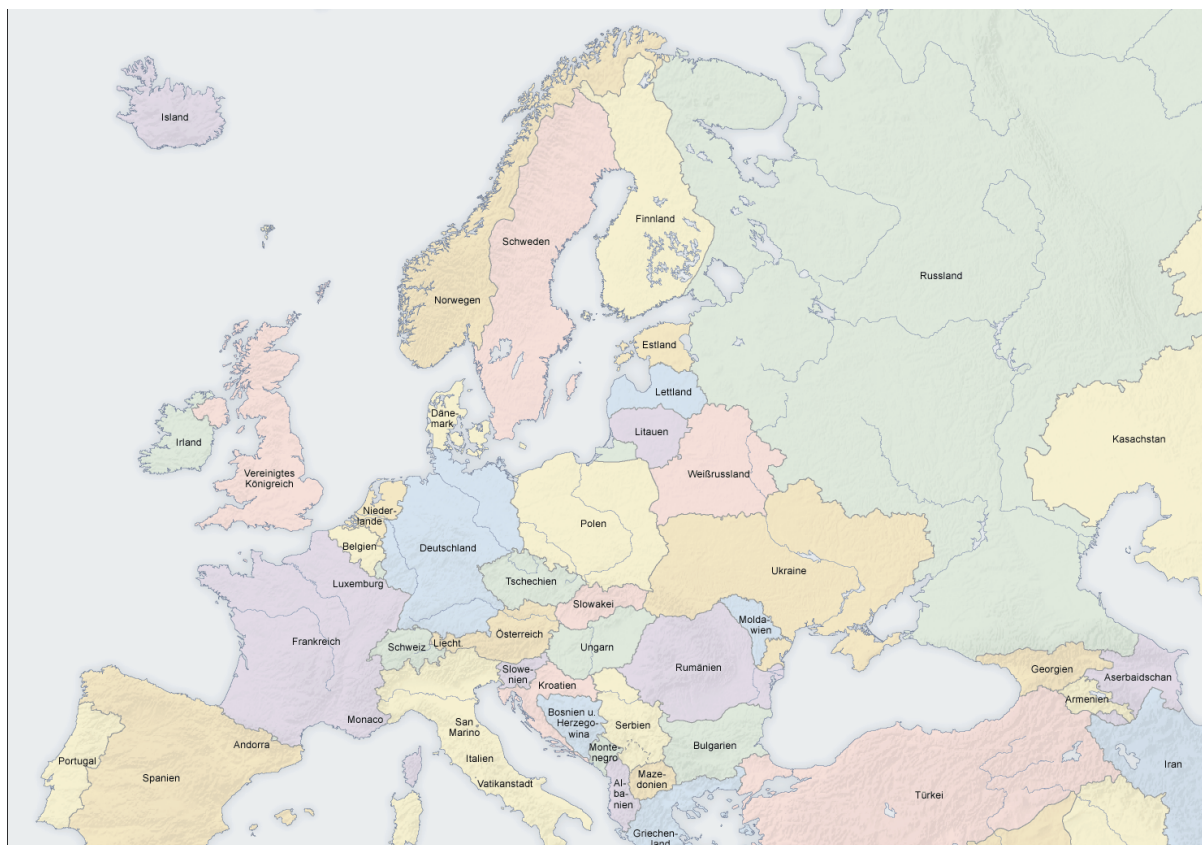 Island
Finnland
Schweden
Russland
Norwegen
Estland
Lettland
Däne-
mark
Litauen
Kasachstan
Irland
Vereinigtes
Königreich
Weißrussland
Nieder-
lande
Polen
Belgien
Deutschland
Ukraine
Luxemburg
Tschechien
Slowakei
Molda-
wien
Österreich
Frankreich
Schweiz
Liecht
Ungarn
Rumänien
Slowe-
nien
Georgien
Aserbaidschan
Kroatien
Armenien
Bosnien u.
Herzego-
wina
Monaco
San
Marino
Serbien
Andorra
Bulgarien
Monte-
negro
Portugal
Italien
Iran
Spanien
Vatikanstadt
Maze-
donien
Al-
ba-
nien
Türkei
Griechen-
land